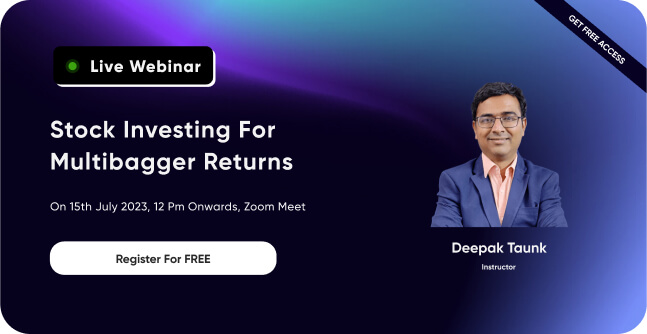 GET FREE ACCESS
Live Webinar
Stock Investing For
Multibagger Returns
On 15th July 2023, 12 Pm Onwards, Zoom Meet
Register For FREE
Deepak Taunk
Instructor